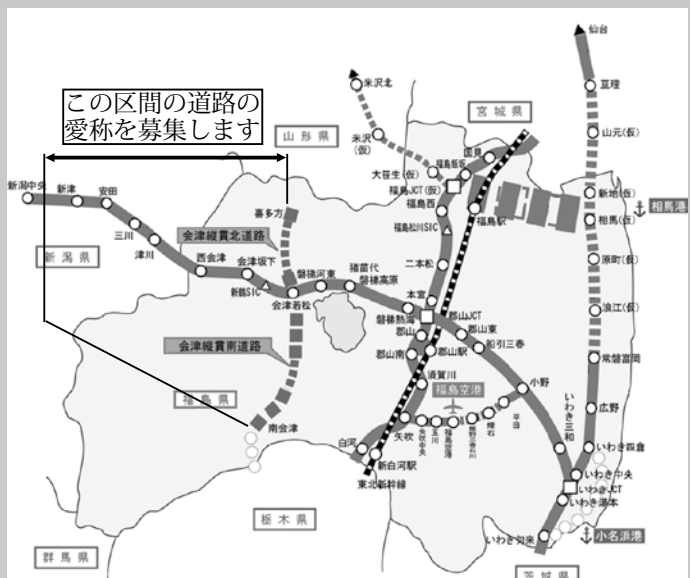 この区間の道路の
愛称を募集します
仙台
亘理
山元(仮)
新地(仮)
相馬(仮)
相馬港
原町(仮)
浪江(仮)
常磐富岡
広野
いわき四倉
いわき中央
いわきJCT
いわき湯本
いわき勿来
小名浜港
いわき三和
小野
船引三春
郡山東
郡山JCT
米沢北
米沢
(仮)
大笹生(仮)
福島飯坂
国見
宮城県
山形県
福島JCT(仮)
福島西
福島駅
福島松川SIC
二本松
本宮
磐梯熱海
郡山
郡山南
郡山駅
須賀川
福島空港
矢吹
矢吹中央
玉川
福島空港
石川
平田
白河
新白河駅
東北新幹線
新潟中央
新津
安田
三川
津川
西会津
会津坂下
新鶴SIC
会津若松
磐梯河東
猪苗代
磐梯高原
喜多方
会津縦貫北道路
会津縦貫南道路
南会津
新潟県
福島県
栃木県
群馬県
茨城県